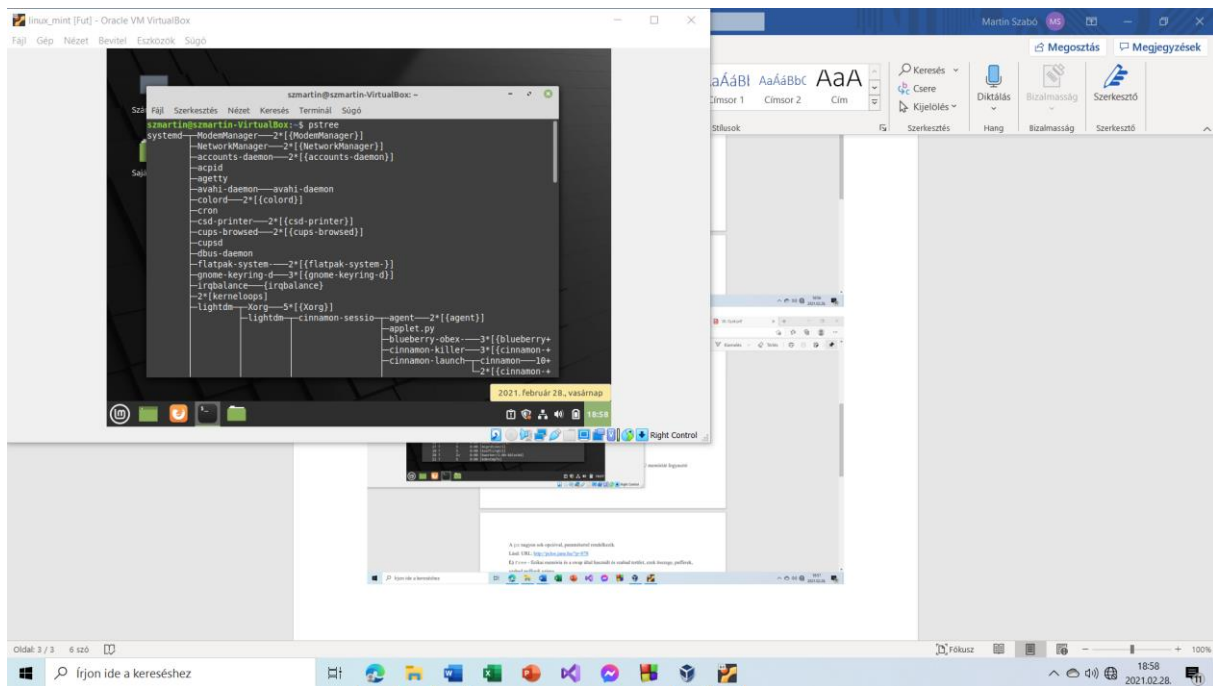 linux_mint [Fut] - Oracle VM VirtualBox
Fájl Gép Nézet Bevitel Eszközök Súgó
Martin Szabó MS
Megosztás Megjegyzések
AaÁáBbC AaA
Címsor 1 Címsor 2 Cím
Keresés
Csere
Kijelölés
Diktálás
Bizalmasság
Szerkesztő
Stílusok Szerkesztés Hang Bizalmasság Szerkesztő
szmartin@szmartin-VirtualBox: ~
Fájl Szerkesztés Nézet Keresés Terminál Súgó
szmartin@szmartin-VirtualBox:~$ pstree
systemd─┬─ModemManager───2*[{ModemManager}]
├─NetworkManager───2*[{NetworkManager}]
├─accounts-daemon───2*[{accounts-daemon}]
├─acpid
├─agetty
├─avahi-daemon───avahi-daemon
├─colord───2*[{colord}]
├─cron
├─csd-printer───2*[{csd-printer}]
├─cups-browsed───2*[{cups-browsed}]
├─cupsd
├─dbus-daemon
├─flatpak-system-───2*[{flatpak-system-}]
├─gnome-keyring-d───3*[{gnome-keyring-d}]
├─irqbalance───{irqbalance}
├─2*[kerneloops]
├─lightdm─┬─Xorg───5*[{Xorg}]
│ ├─lightdm─┬─cinnamon-sessio─┬─agent───2*[{agent}]
│ │ │ ├─applet.py
│ │ │ ├─blueberry-obex-───3*[{blueberry+
│ │ │ ├─cinnamon-killer───3*[{cinnamon-+
│ │ │ ├─cinnamon-launch─┬─cinnamon───10+
│ │ │ │ └─2*[{cinnamon-+
2021. február 28., vasárnap
18:58
Right Control
Oldal: 3 / 3 6 szó
Fókusz
100%
Írjon ide a kereséshez
18:58
2021.02.28.
11